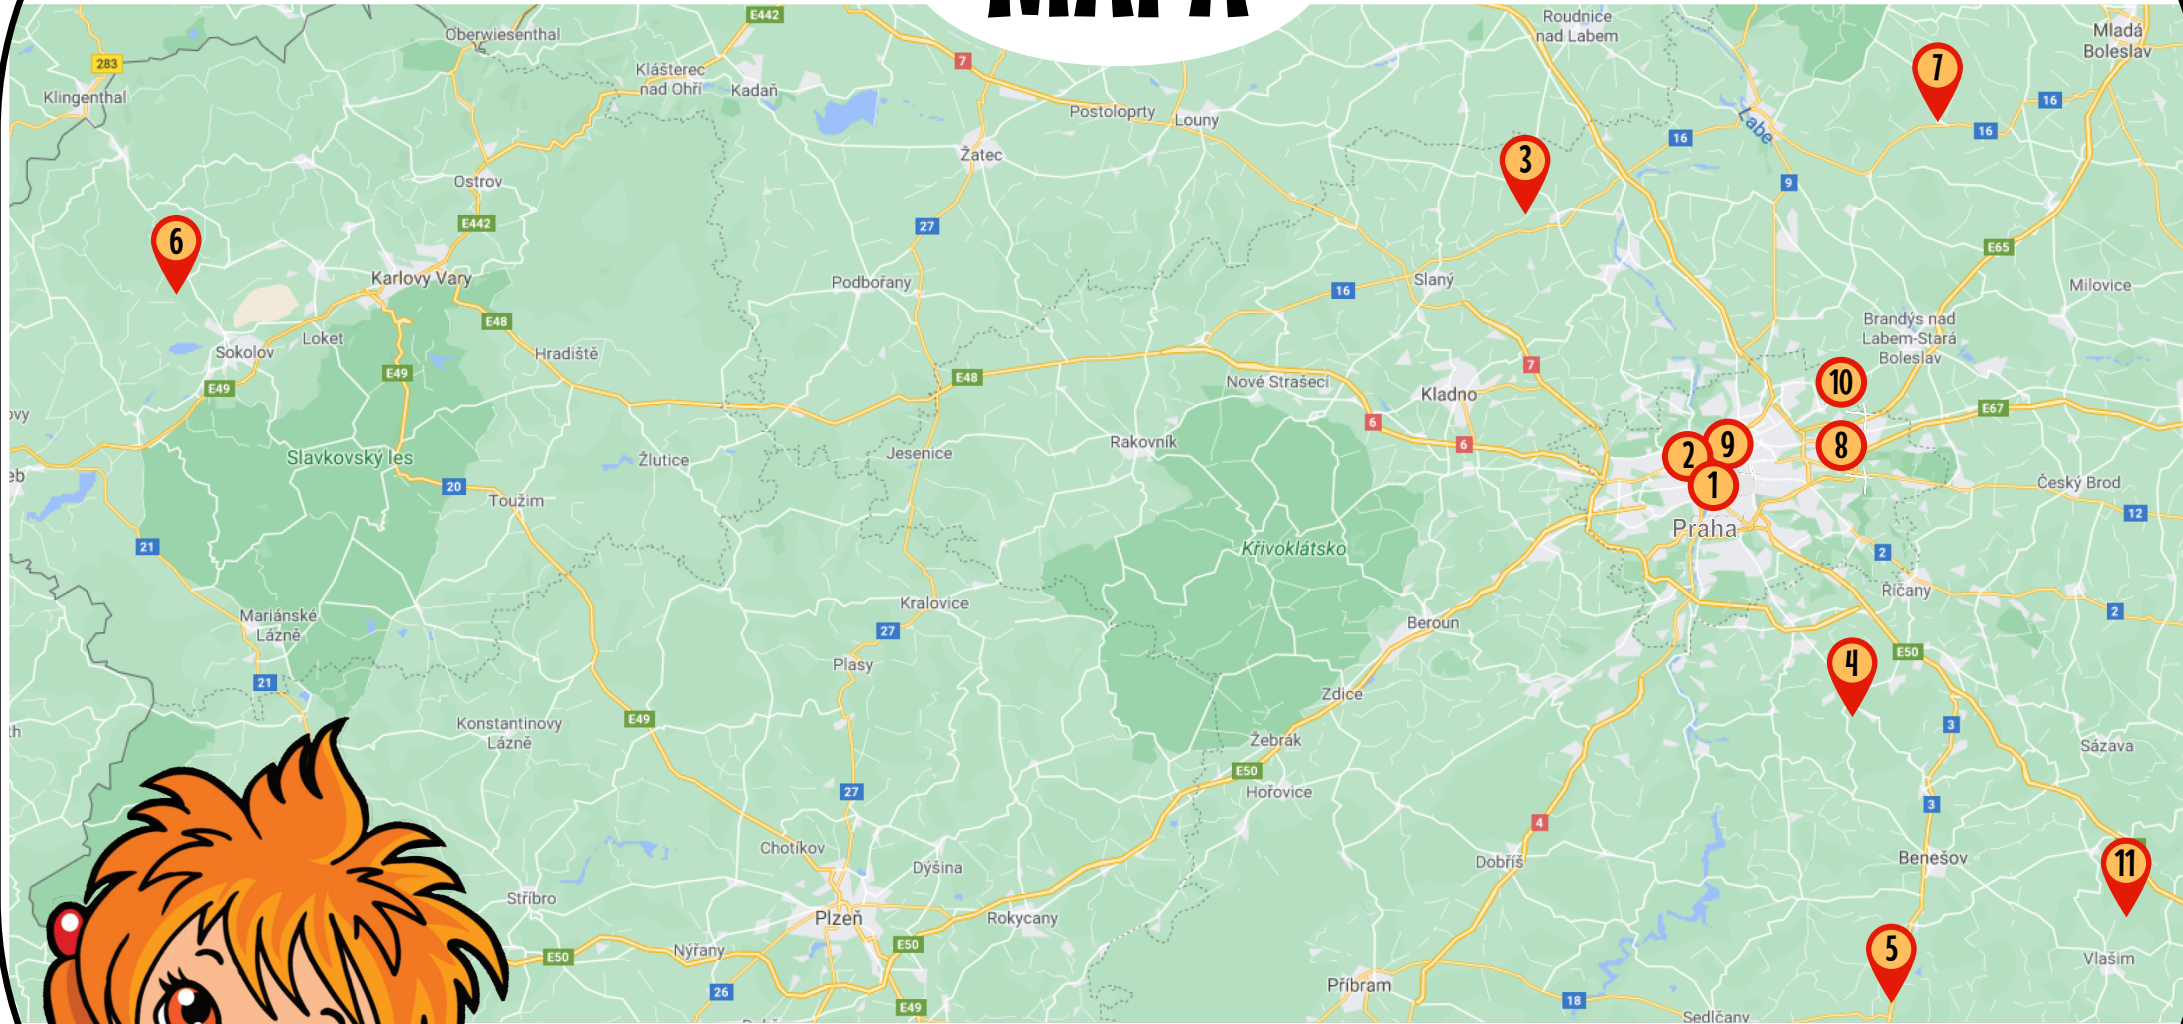 MAPA
E442
Oberwiesenthal
283
Klingenthal
Klášterec
nad Ohří
Kadaň
7
Postoloprty
Louny
Žatec
Roudnice
nad Labem
Mladá
Boleslav
7
16
16
16
Labe
3
9
Ostrov
E442
6
27
Karlovy Vary
E65
Podbořany
16
Slaný
Milovice
E48
Loket
Sokolov
Hradiště
Brandýs nad
Labem-Stará
Boleslav
E49
E49
E48
7
Nové Strašecí
Kladno
10
E67
6
6
Rakovník
Jesenice
Slavkovský les
Žlutice
2
9
8
1
20
Toužim
Český Brod
12
Praha
21
Křivoklátsko
2
Říčany
Kralovice
2
Mariánské
Lázně
Beroun
27
Plasy
E50
4
21
Zdice
Konstantinovy
Lázně
E49
3
Žebrák
Sázava
E50
Hořovice
27
3
4
Chotíkov
Dýšina
Dobříš
Benešov
11
Stříbro
Plzeň
Rokycany
E50
Nýřany
E50
5
Vlašim
26
Příbram
E49
18
Sedlčany